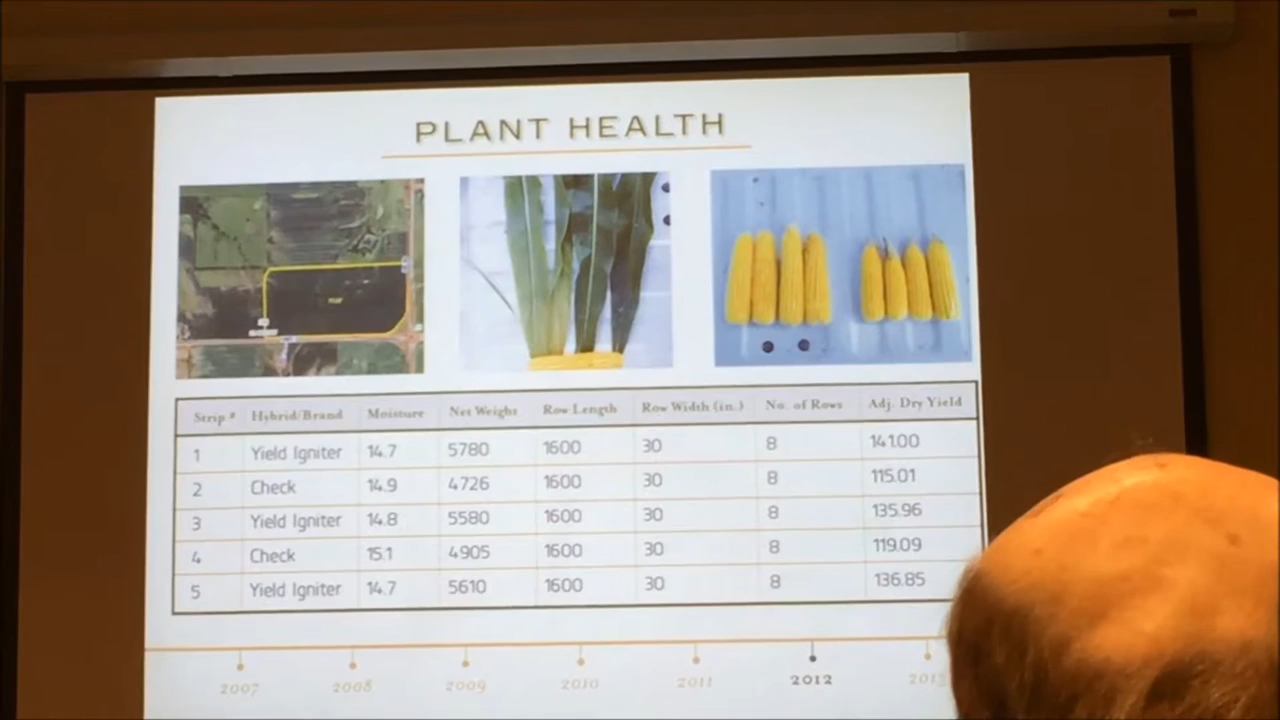 PLANT HEALTH
Strip # Hybrid/Brand Moisture Net Weight Row Length Row Width (in.) No. of Rows Adj. Dry Yield
1 Yield Igniter 14.7 5780 1600 30 8 141.00
2 Check 14.9 4726 1600 30 8 115.01
3 Yield Igniter 14.8 5580 1600 30 8 135.96
4 Check 15.1 4905 1600 30 8 119.09
5 Yield Igniter 14.7 5610 1600 30 8 136.85
2007 2008 2009 2010 2011 2012 2013